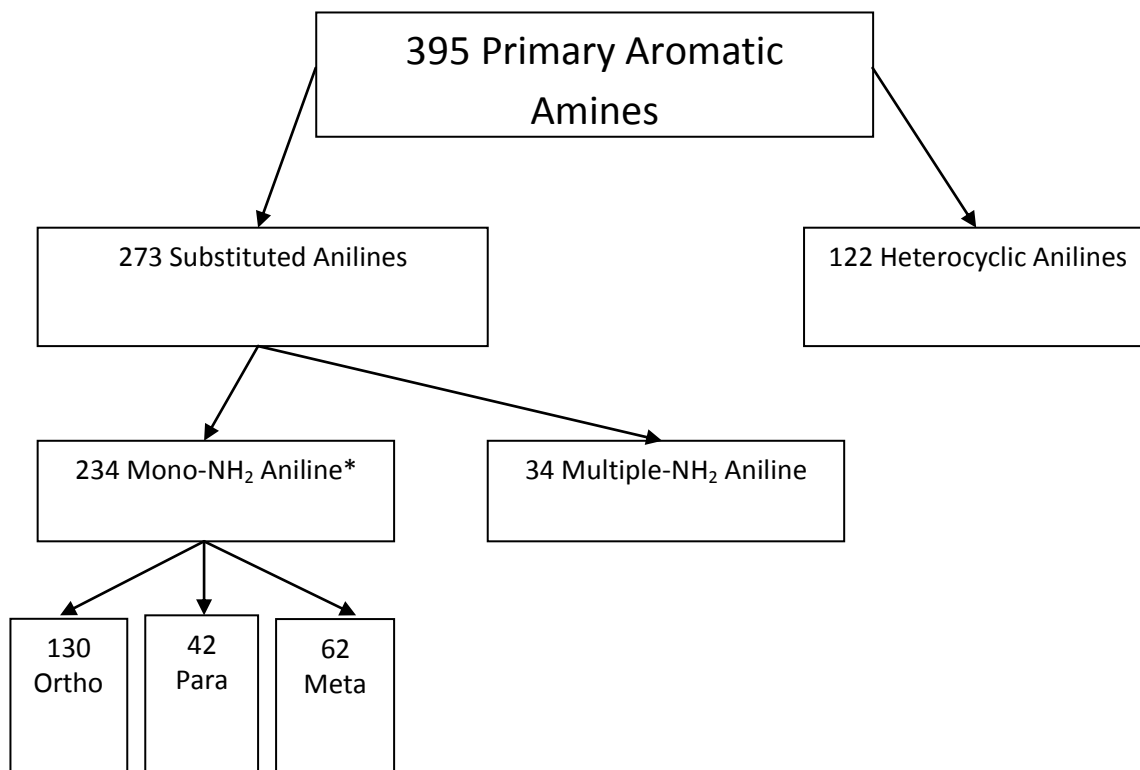 395 Primary Aromatic
Amines
273 Substituted Anilines
122 Heterocyclic Anilines
234 Mono-NH₂ Aniline*
34 Multiple-NH₂ Aniline
130
Ortho
42
Para
62
Meta